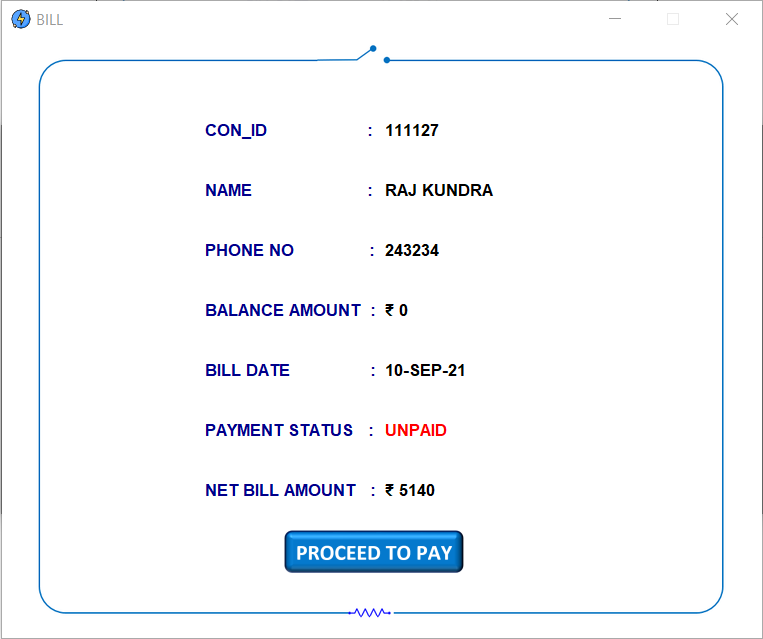 BILL
CON_ID : 111127
NAME : RAJ KUNDRA
PHONE NO : 243234
BALANCE AMOUNT : ₹ 0
BILL DATE : 10-SEP-21
PAYMENT STATUS : UNPAID
NET BILL AMOUNT : ₹ 5140
PROCEED TO PAY